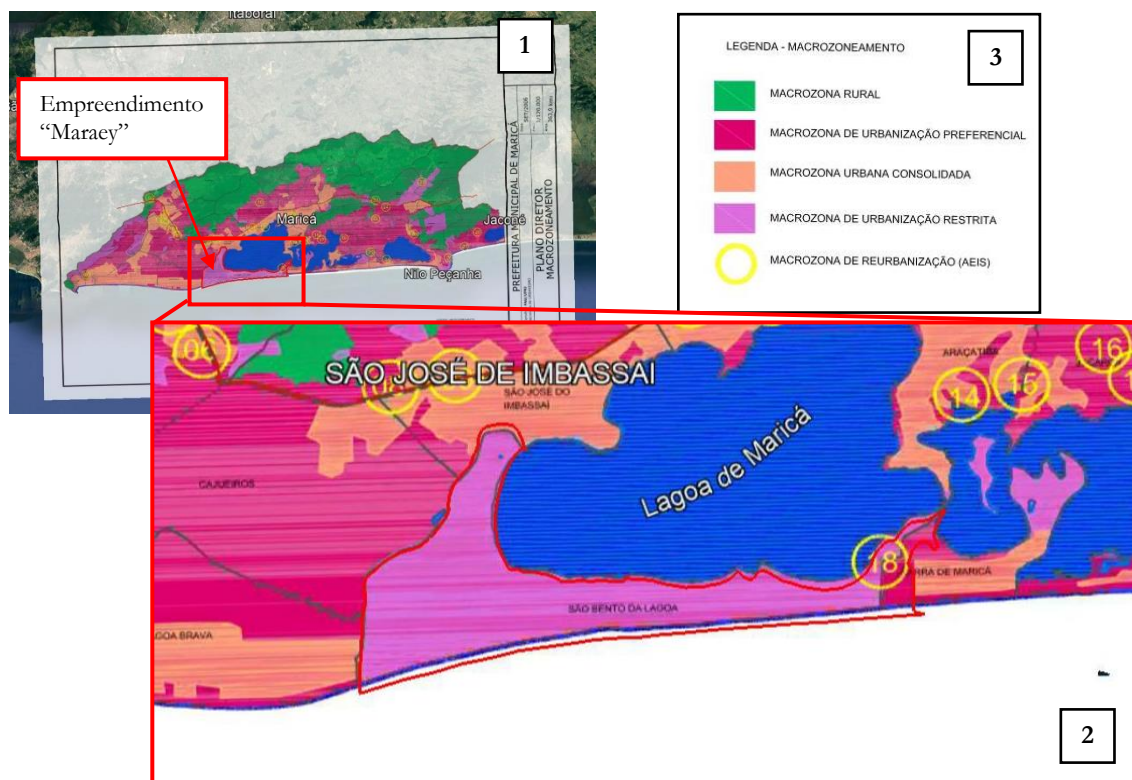 Itaboraí
1
Empreendimento
“Maraey”
Maricá
Jaconé
Nilo Peçanha
PREFEITURA MUNICIPAL DE MARICÁ
PLANO DIRETOR
MACROZONEAMENTO
3
LEGENDA - MACROZONEAMENTO
MACROZONA RURAL
MACROZONA DE URBANIZAÇÃO PREFERENCIAL
MACROZONA URBANA CONSOLIDADA
MACROZONA DE URBANIZAÇÃO RESTRITA
MACROZONA DE REURBANIZAÇÃO (AEIS)
06
SÃO JOSÉ DE IMBASSAI
SÃO JOSÉ DO
IMBASSAÍ
ARAÇATIBA
16
14
15
CAJUEIROS
Lagoa de Maricá
18
RRA DE MARICÁ
SÃO BENTO DA LAGOA
GOA BRAVA
2